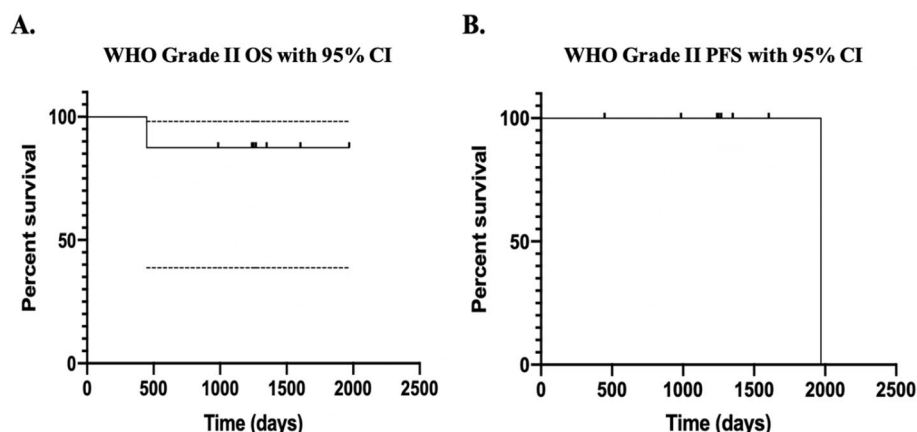 A.
WHO Grade II OS with 95% CI
Percent survival
100
50
0
0 500 1000 1500 2000 2500
Time (days)
B.
WHO Grade II PFS with 95% CI
Percent survival
100
50
0
0 500 1000 1500 2000 2500
Time (days)